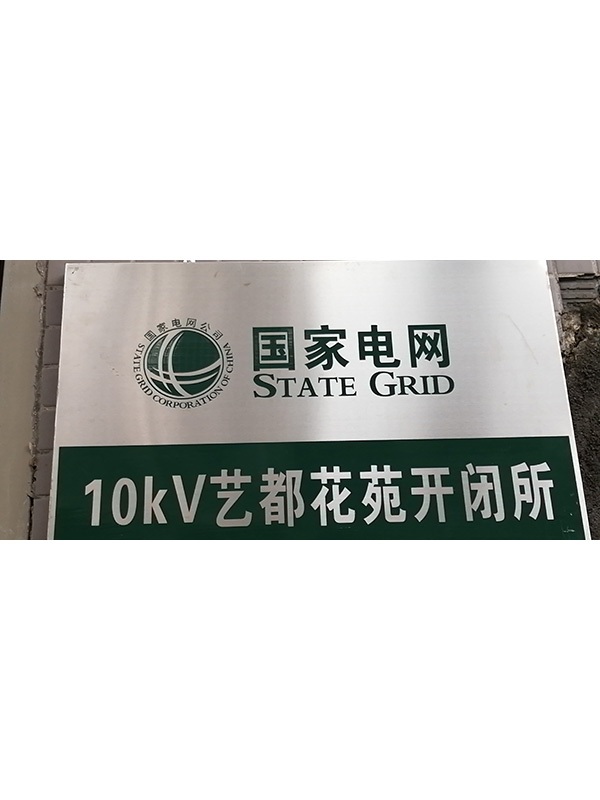 国家电网公司
STATE GRID CORPORATION OF CHINA
国家电网
STATE GRID
10kV艺都花苑开闭所